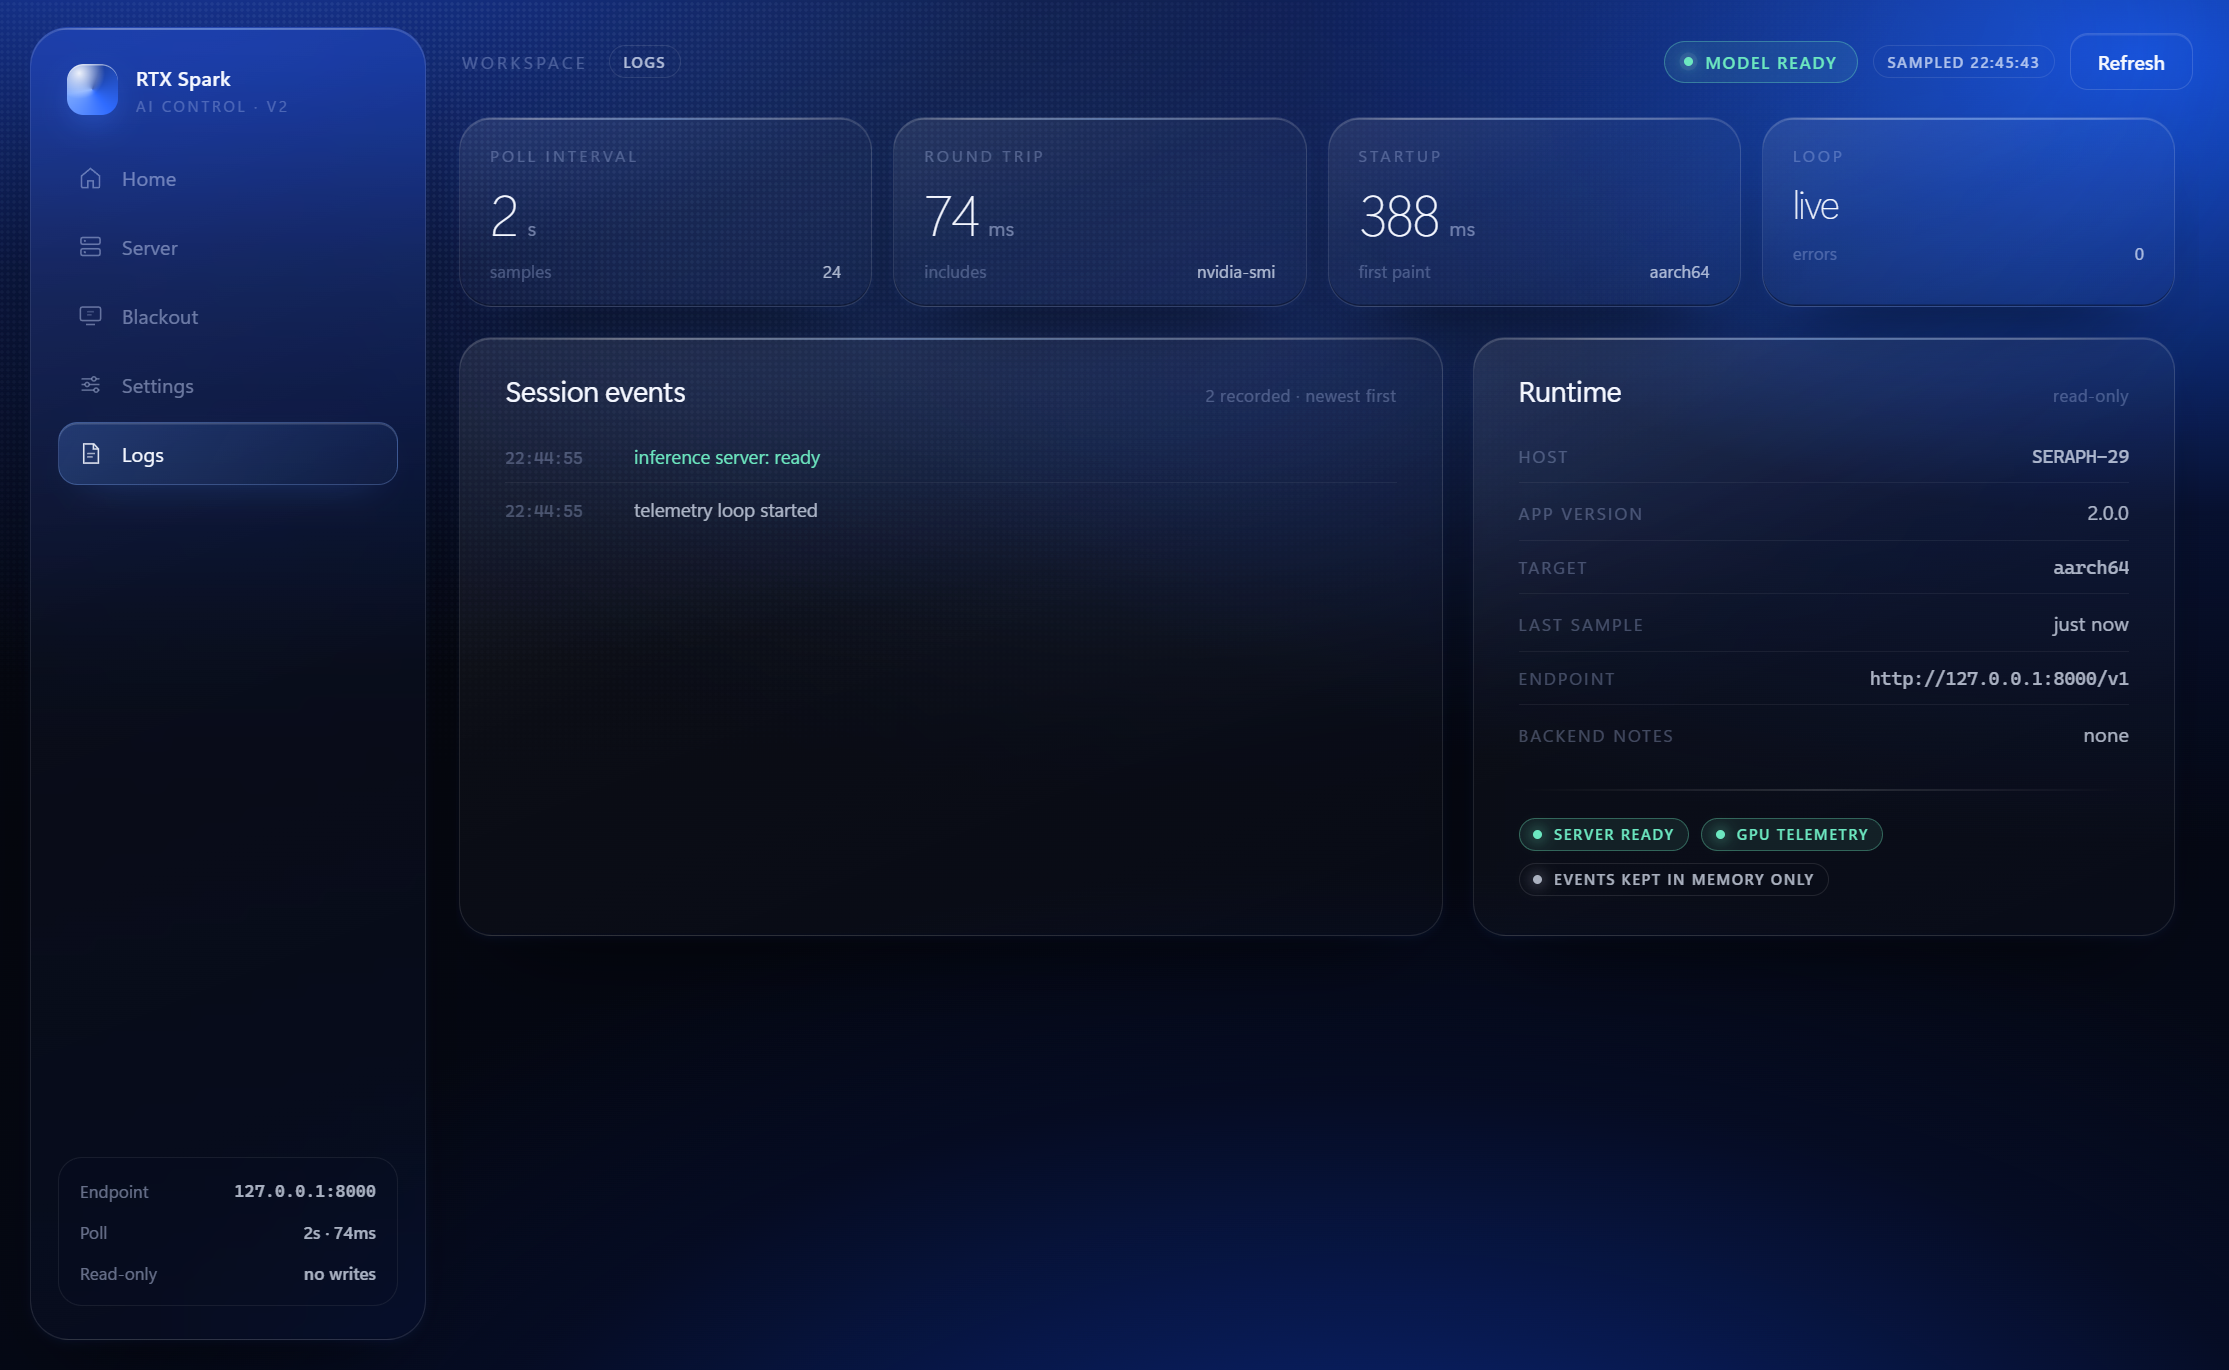 RTX Spark
AI CONTROL · V2
Home
Server
Blackout
Settings
Logs
Endpoint 127.0.0.1:8000
Poll 2s · 74ms
Read-only no writes
WORKSPACE LOGS
MODEL READY SAMPLED 22:45:43 Refresh
POLL INTERVAL
2 s
samples 24
ROUND TRIP
74 ms
includes nvidia-smi
STARTUP
388 ms
first paint aarch64
LOOP
live
errors 0
Session events 2 recorded · newest first
22:44:55 inference server: ready
22:44:55 telemetry loop started
Runtime read-only
HOST SERAPH-29
APP VERSION 2.0.0
TARGET aarch64
LAST SAMPLE just now
ENDPOINT http://127.0.0.1:8000/v1
BACKEND NOTES none
SERVER READY GPU TELEMETRY
EVENTS KEPT IN MEMORY ONLY